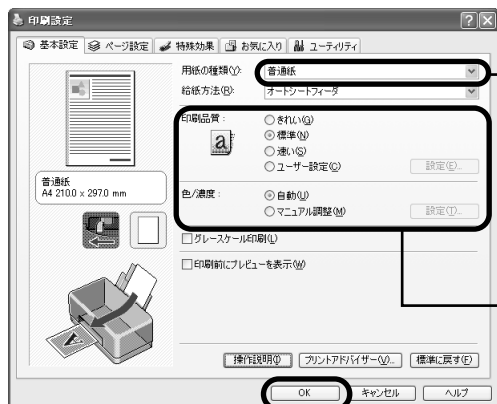 印刷設定
基本設定 ページ設定 特殊効果 お気に入り ユーティリティ
用紙の種類(Y): 普通紙
給紙方法(R): オートシートフィーダ
印刷品質:
きれい(G)
標準(N)
速い(S)
ユーザー設定(C) 設定(E)...
色/濃度:
自動(U)
マニュアル調整(M) 設定(T)...
普通紙
A4 210.0 x 297.0 mm
グレースケール印刷(L)
印刷前にプレビューを表示(W)
操作説明(I) プリントアドバイザー(V)... 標準に戻す(F)
OK キャンセル ヘルプ